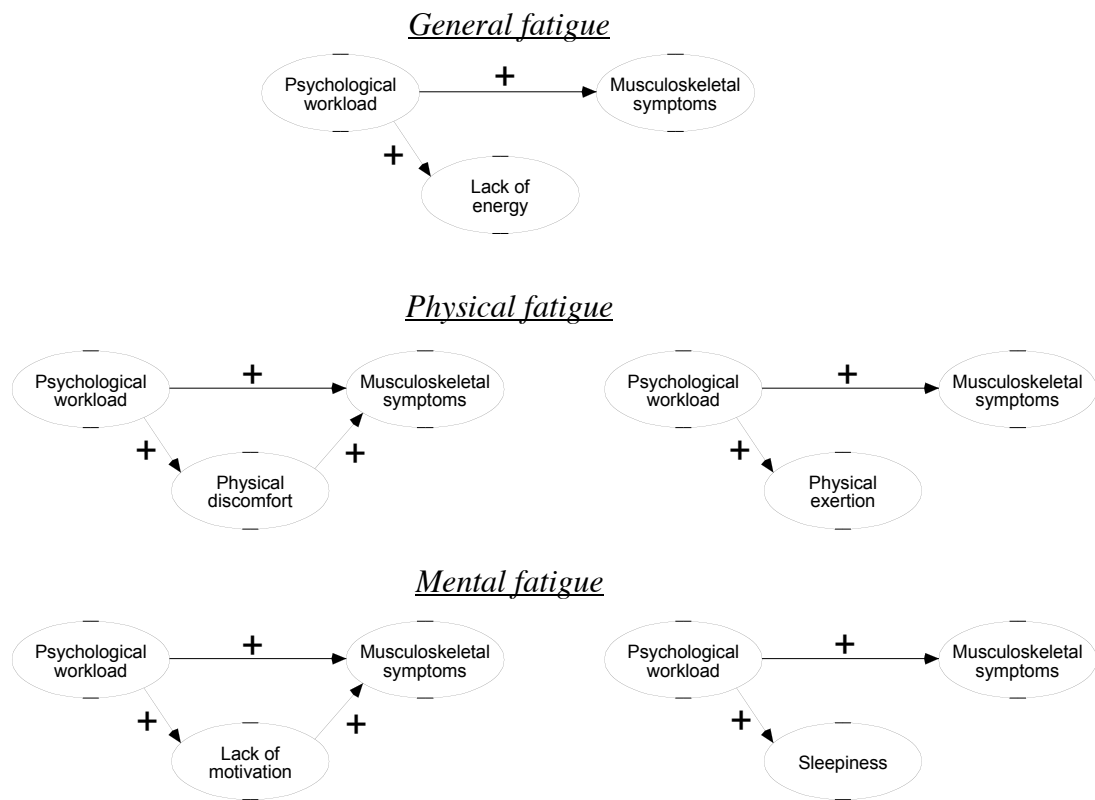 General fatigue
+
Psychological
workload
Musculoskeletal
symptoms
+
Lack of
energy
Physical fatigue
+
Psychological
workload
Musculoskeletal
symptoms
+
+
Physical
discomfort
+
Psychological
workload
Musculoskeletal
symptoms
+
Physical
exertion
Mental fatigue
+
Psychological
workload
Musculoskeletal
symptoms
+
+
Lack of
motivation
+
Psychological
workload
Musculoskeletal
symptoms
+
Sleepiness